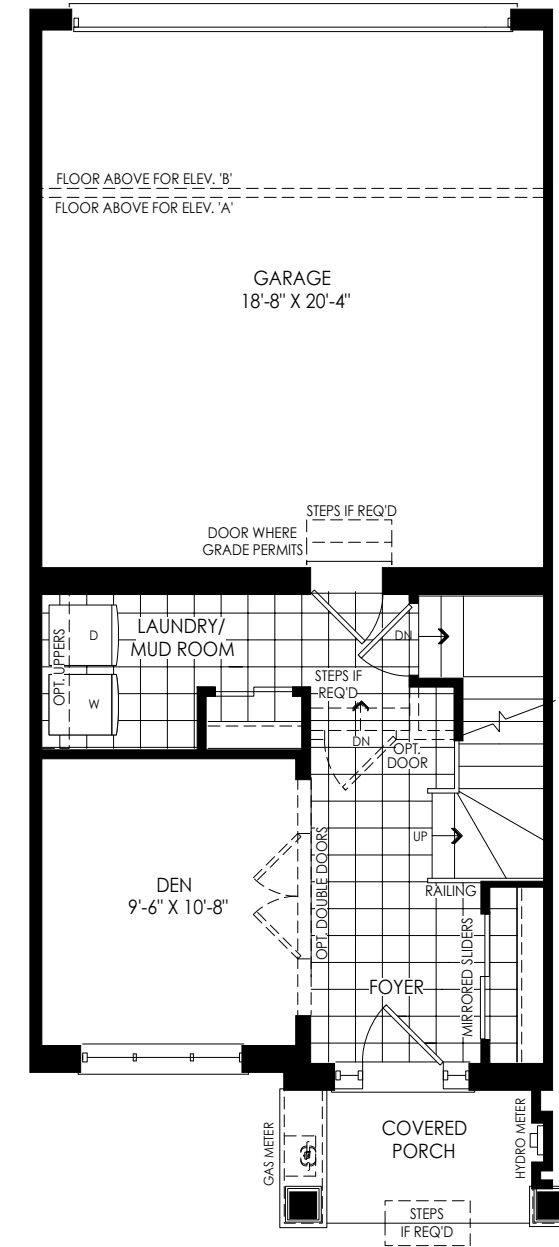 FLOOR ABOVE FOR ELEV. 'B'
FLOOR ABOVE FOR ELEV. 'A'
GARAGE
18'-8" X 20'-4"
STEPS IF REQ'D
DOOR WHERE
GRADE PERMITS
LAUNDRY/
MUD ROOM
D
W
OPT. UPPERS
DN
STEPS IF
REQ'D
DN
OPT.
DOOR
UP
RAILING
DEN
9'-6" X 10'-8"
OPT. DOUBLE DOORS
FOYER
MIRRORED SLIDERS
GAS METER
COVERED
PORCH
HYDRO METER
STEPS
IF REQ'D